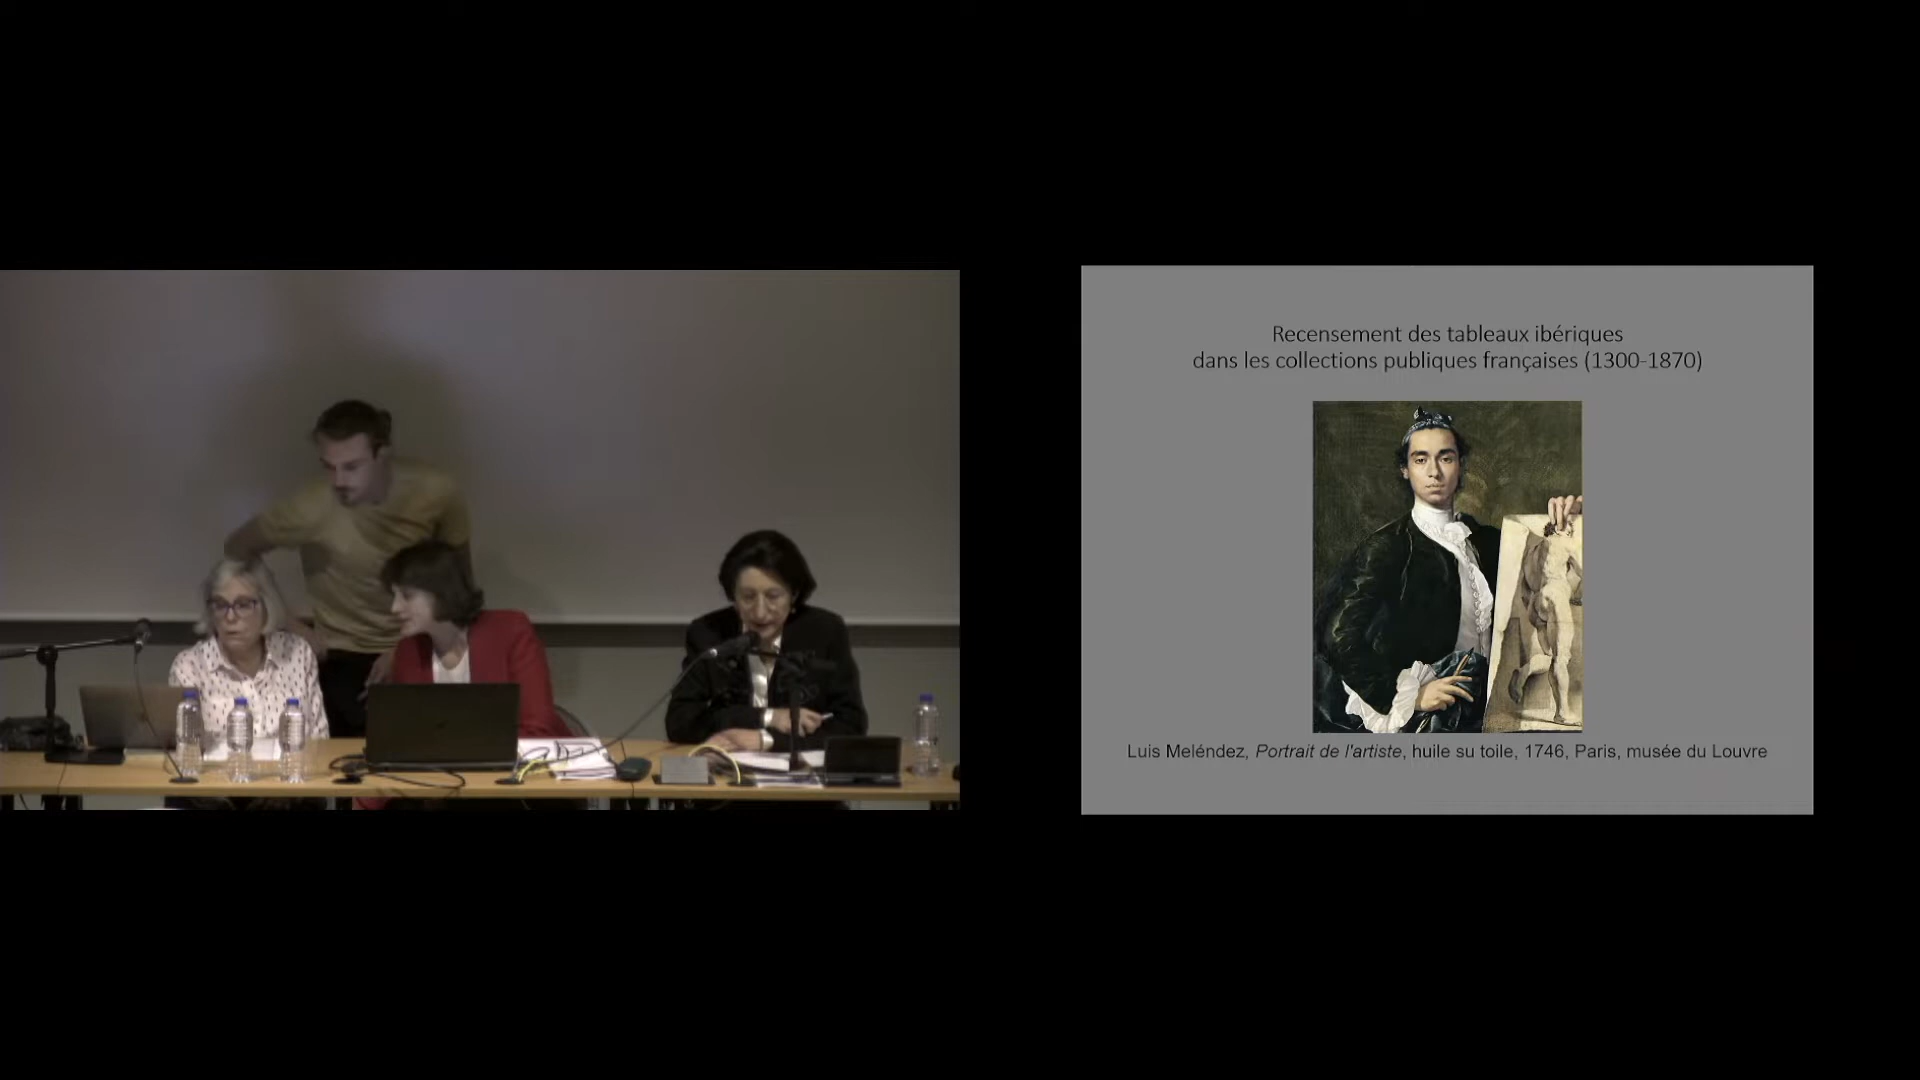 Recensement des tableaux ibériques
dans les collections publiques françaises (1300-1870)
Luis Meléndez, Portrait de l'artiste, huile su toile, 1746, Paris, musée du Louvre